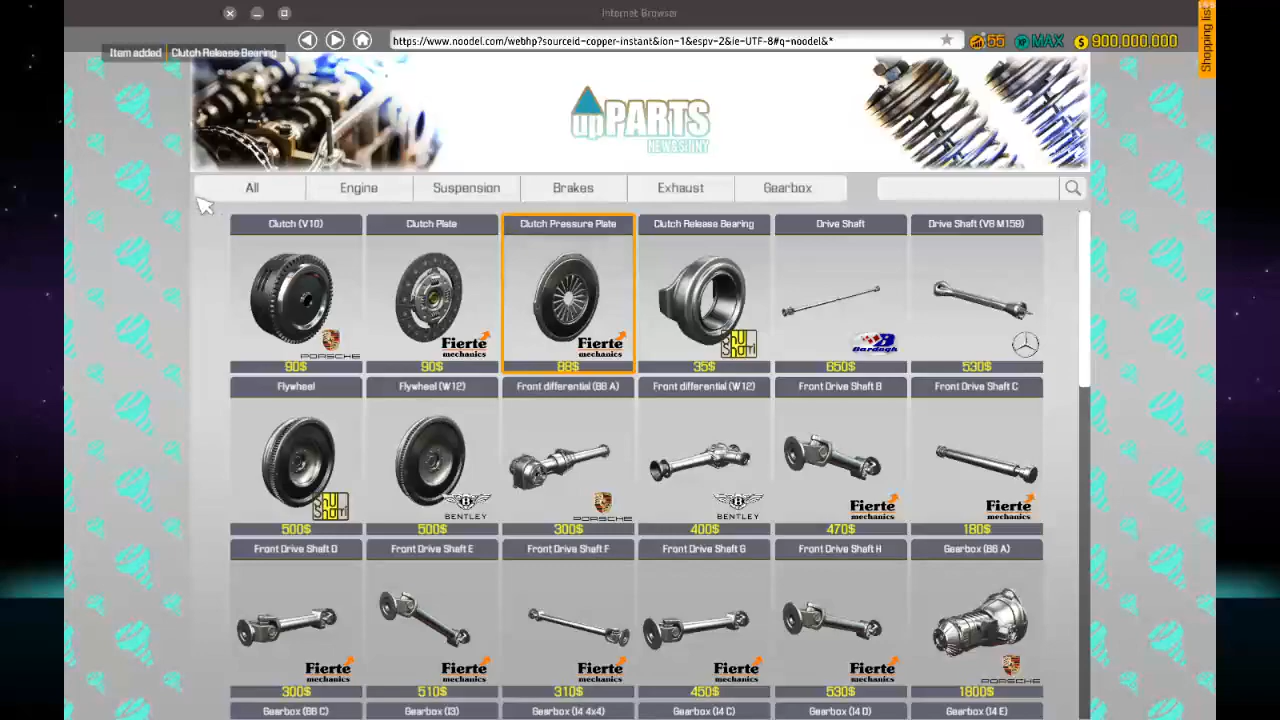 Internet Browser
https://www.noodel.com/webhp?sourceid-copper-instant&ion-1&espv-2&ie-UTF-8#q-noodel&*
55
MAX
$ 900,000,000
Shopping list
Item added
Clutch Release Bearing
upPARTS
NEW&SHINY
All
Engine
Suspension
Brakes
Exhaust
Gearbox
Clutch (V10)
Clutch Plate
Clutch Pressure Plate
Clutch Release Bearing
Drive Shaft
Drive Shaft (V8 M159)
PORSCHE
Fierte mechanics
Fierte mechanics
Shu Shomi
90$
90$
88$
35$
650$
530$
Flywheel
Flywheel (W12)
Front differential (B6 A)
Front differential (W12)
Front Drive Shaft B
Front Drive Shaft C
BENTLEY
PORSCHE
BENTLEY
Fierte mechanics
Fierte mechanics
500$
500$
300$
400$
470$
180$
Front Drive Shaft D
Front Drive Shaft E
Front Drive Shaft F
Front Drive Shaft G
Front Drive Shaft H
Gearbox (B6 A)
Fierte mechanics
Fierte mechanics
Fierte mechanics
Fierte mechanics
Fierte mechanics
PORSCHE
300$
510$
310$
450$
530$
1800$
Gearbox (B6 C)
Gearbox (I3)
Gearbox (I4 4x4)
Gearbox (I4 C)
Gearbox (I4 D)
Gearbox (I4 E)